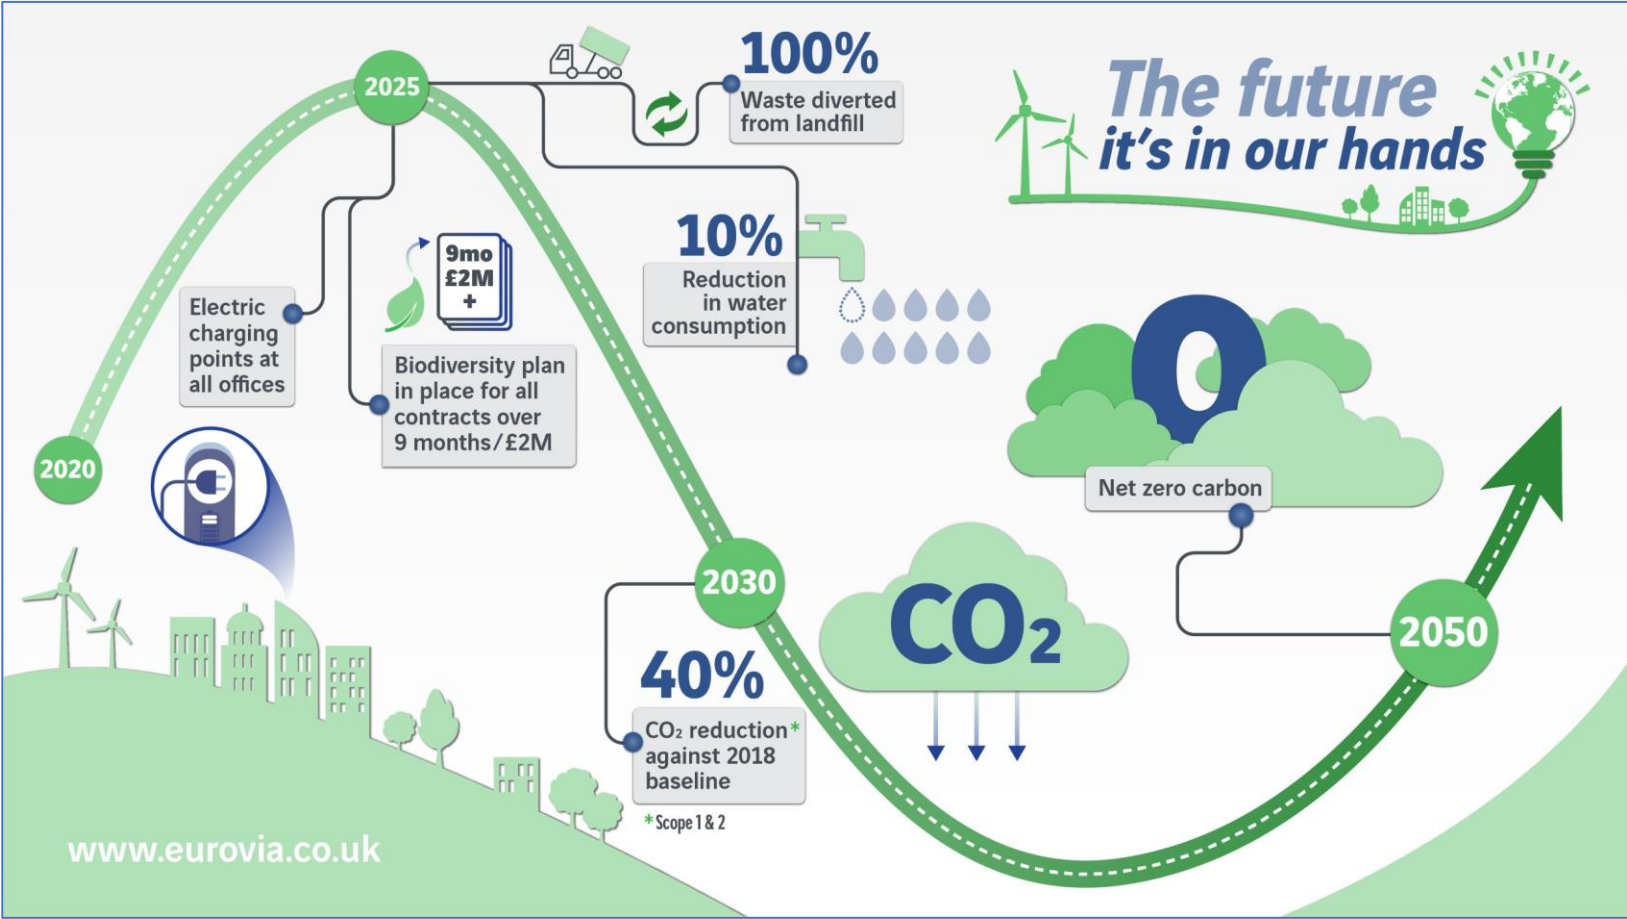 The future
it's in our hands
2020
2025
100%
Waste diverted
from landfill
10%
Reduction
in water
consumption
Electric
charging
points at
all offices
9mo
£2M
+
Biodiversity plan
in place for all
contracts over
9 months/£2M
2030
40%
CO₂ reduction*
against 2018
baseline
*Scope 1 & 2
CO₂
0
Net zero carbon
2050
www.eurovia.co.uk